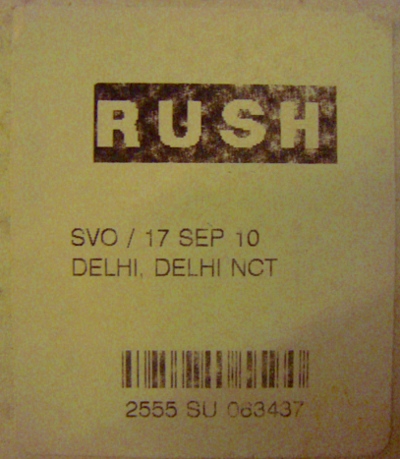 RUSH
SVO / 17 SEP 10
DELHI, DELHI NCT
2555 SU 063437